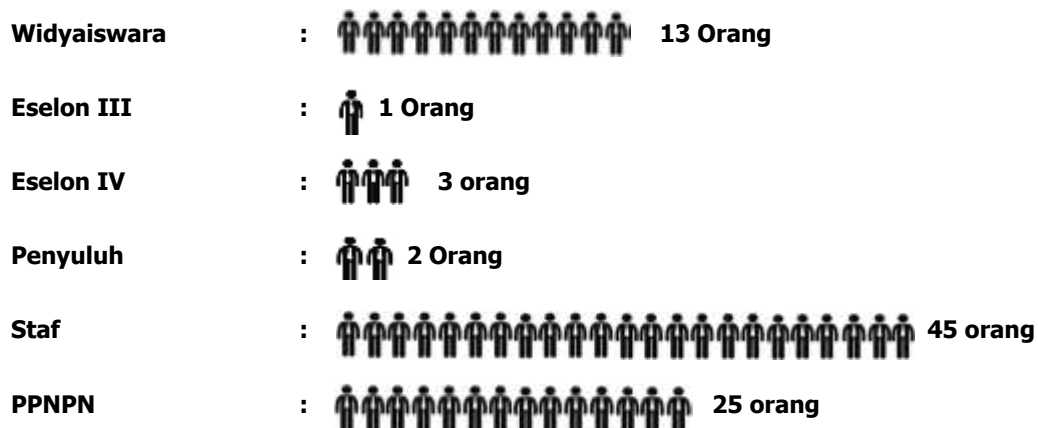 Widyaiswara : 13 Orang
Eselon III : 1 Orang
Eselon IV : 3 orang
Penyuluh : 2 Orang
Staf : 45 orang
PPNPN : 25 orang